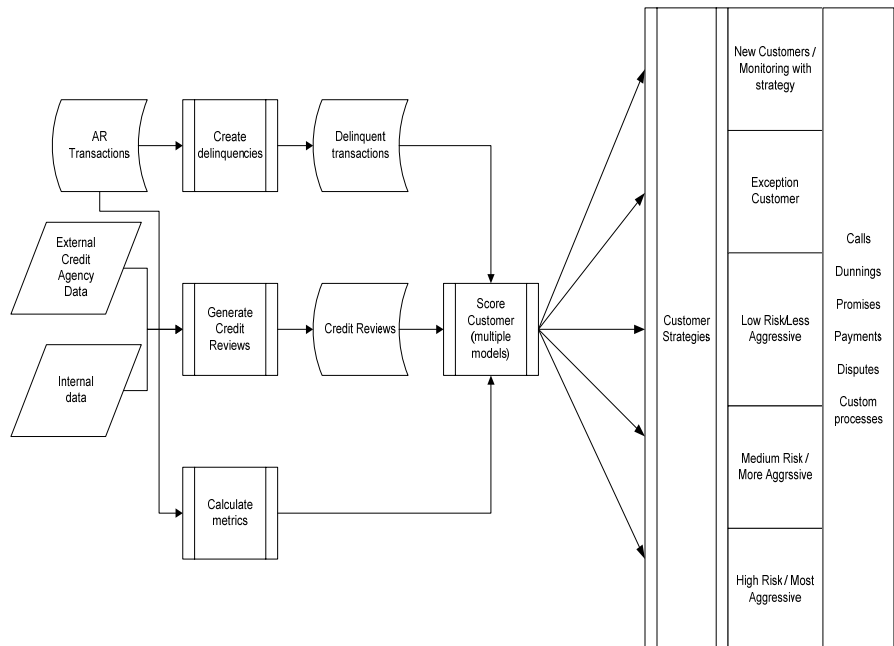 AR
Transactions
Create
delinquencies
Delinquent
transactions
External
Credit
Agency
Data
Internal
data
Generate
Credit
Reviews
Credit Reviews
Score
Customer
(multiple
models)
Calculate
metrics
Customer
Strategies
New Customers /
Monitoring with
strategy
Exception
Customer
Low Risk/Less
Aggressive
Medium Risk /
More Aggrssive
High Risk / Most
Aggressive
Calls
Dunnings
Promises
Payments
Disputes
Custom
processes